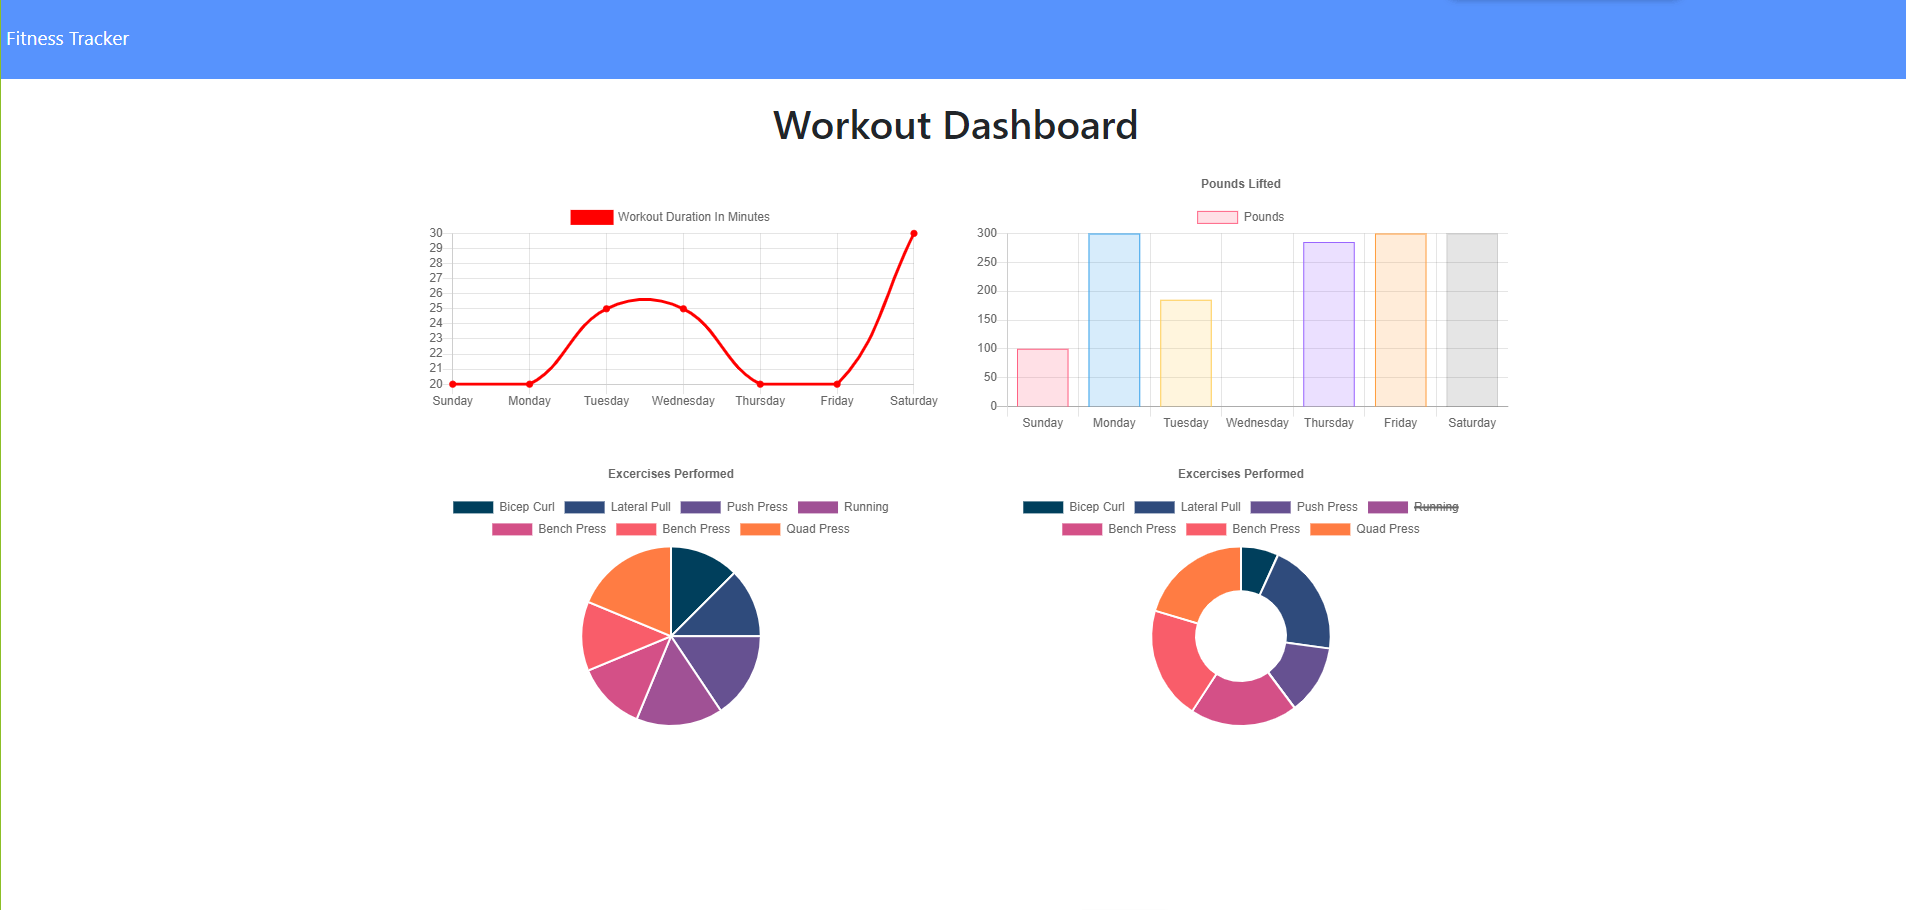 Fitness Tracker
Workout Dashboard
Workout Duration In Minutes
30
29
28
27
26
25
24
23
22
21
20
Sunday Monday Tuesday Wednesday Thursday Friday Saturday
Pounds Lifted
Pounds
300
250
200
150
100
50
0
Sunday Monday Tuesday Wednesday Thursday Friday Saturday
Excercises Performed
Bicep Curl Lateral Pull Push Press Running
Bench Press Bench Press Quad Press
Excercises Performed
Bicep Curl Lateral Pull Push Press Running
Bench Press Bench Press Quad Press